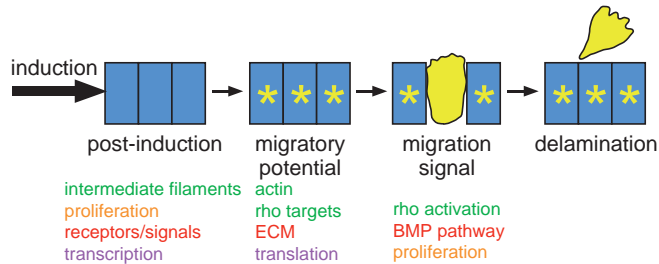 induction
post-induction
migratory
potential
migration
signal
delamination
intermediate filaments
proliferation
receptors/signals
transcription
actin
rho targets
ECM
translation
rho activation
BMP pathway
proliferation